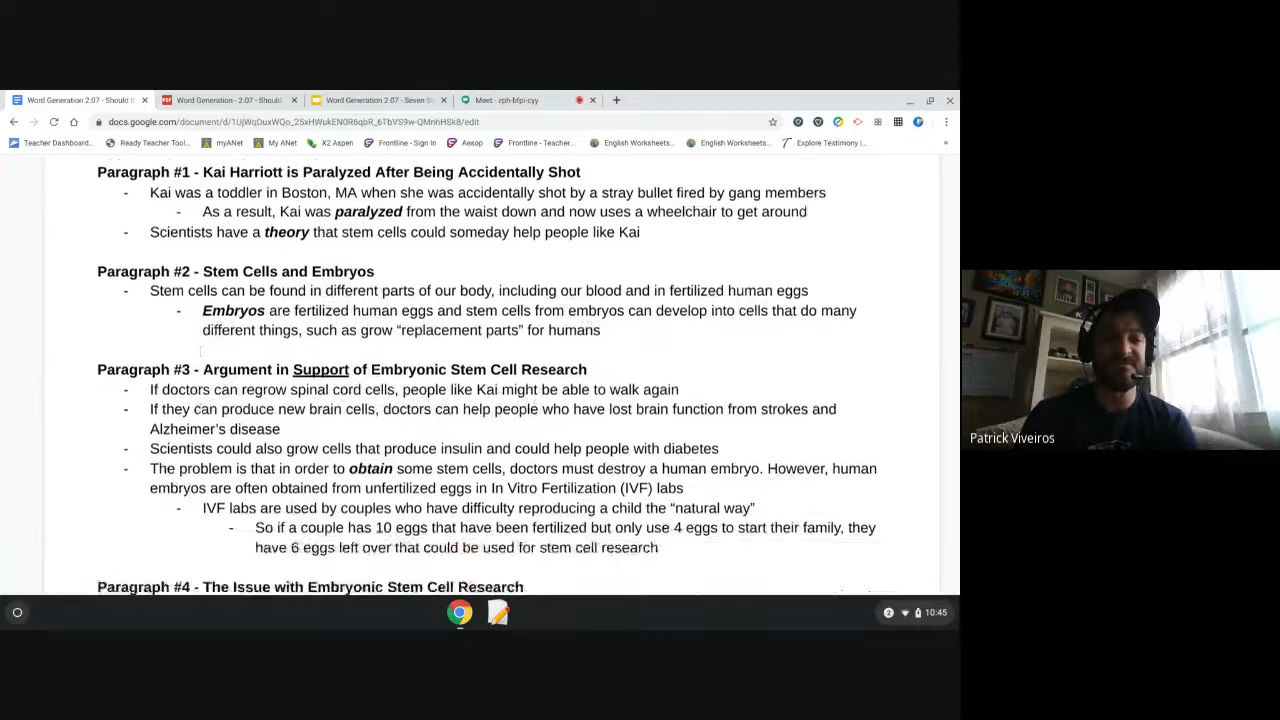 Word Generation 2.07 - Should t
Word Generation - 2.07 - Should
Word Generation 2.07 - Seven S
Meet - zph-bfpi-cyy
Teacher Dashboard...
Ready Teacher Tool...
myANet
My ANet
X2 Aspen
Frontline - Sign In
Aesop
Frontline - Teacher...
English Worksheets...
English Worksheets...
Explore Testimony |...
»
Paragraph #1 - Kai Harriott is Paralyzed After Being Accidentally Shot
- Kai was a toddler in Boston, MA when she was accidentally shot by a stray bullet fired by gang members
- As a result, Kai was paralyzed from the waist down and now uses a wheelchair to get around
- Scientists have a theory that stem cells could someday help people like Kai
Paragraph #2 - Stem Cells and Embryos
- Stem cells can be found in different parts of our body, including our blood and in fertilized human eggs
- Embryos are fertilized human eggs and stem cells from embryos can develop into cells that do many
different things, such as grow “replacement parts” for humans
Paragraph #3 - Argument in Support of Embryonic Stem Cell Research
- If doctors can regrow spinal cord cells, people like Kai might be able to walk again
- If they can produce new brain cells, doctors can help people who have lost brain function from strokes and
Alzheimer’s disease
- Scientists could also grow cells that produce insulin and could help people with diabetes
- The problem is that in order to obtain some stem cells, doctors must destroy a human embryo. However, human
embryos are often obtained from unfertilized eggs in In Vitro Fertilization (IVF) labs
- IVF labs are used by couples who have difficulty reproducing a child the “natural way”
- So if a couple has 10 eggs that have been fertilized but only use 4 eggs to start their family, they
have 6 eggs left over that could be used for stem cell research
Paragraph #4 - The Issue with Embryonic Stem Cell Research
2
10:45
Patrick Viveiros